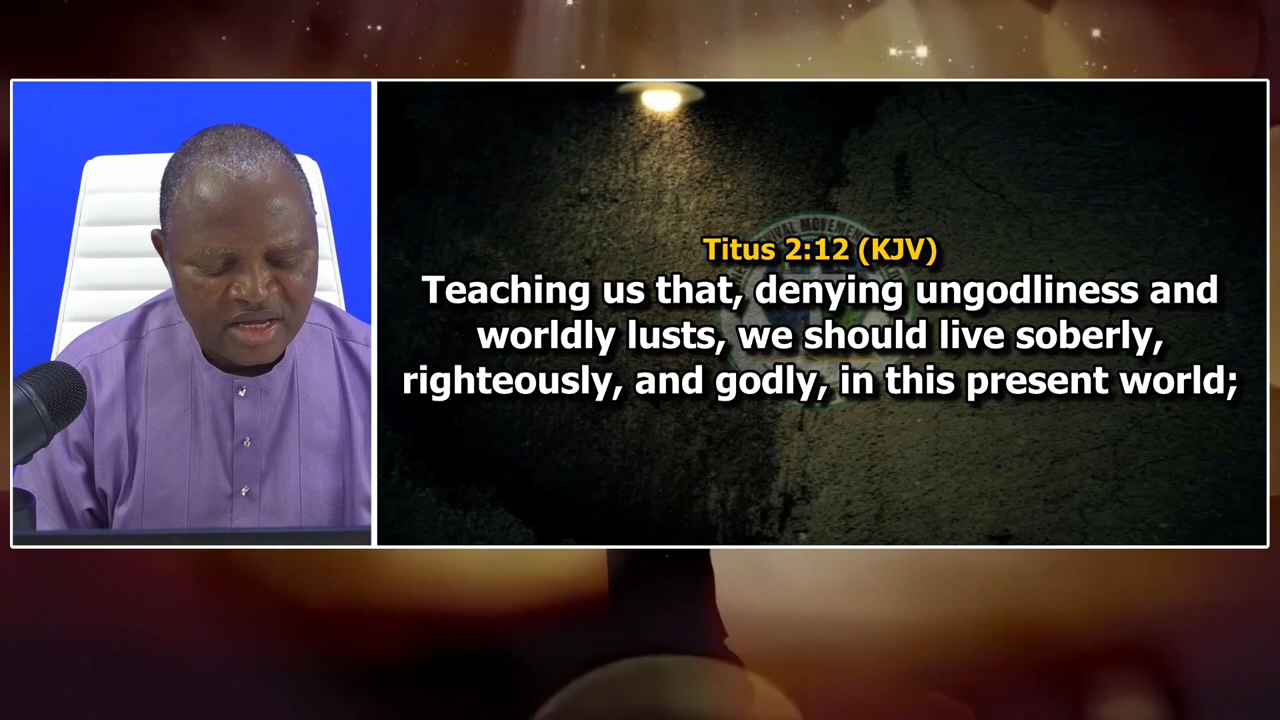 Titus 2:12 (KJV)
Teaching us that, denying ungodliness and
worldly lusts, we should live soberly,
righteously, and godly, in this present world;